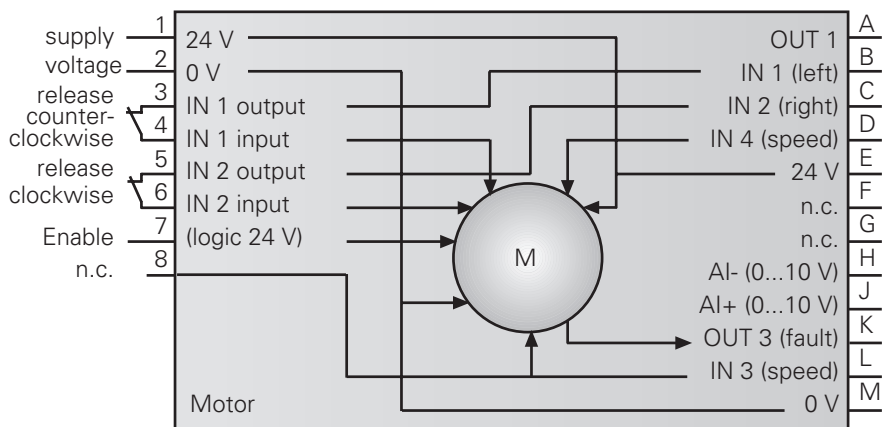 supply
voltage
release
counter-
clockwise
release
clockwise
Enable
n.c.
1
2
3
4
5
6
7
8
24 V
0 V
IN 1 output
IN 1 input
IN 2 output
IN 2 input
(logic 24 V)
Motor
M
OUT 1
IN 1 (left)
IN 2 (right)
IN 4 (speed)
24 V
n.c.
n.c.
AI- (0...10 V)
AI+ (0...10 V)
OUT 3 (fault)
IN 3 (speed)
0 V
A
B
C
D
E
F
G
H
J
K
L
M